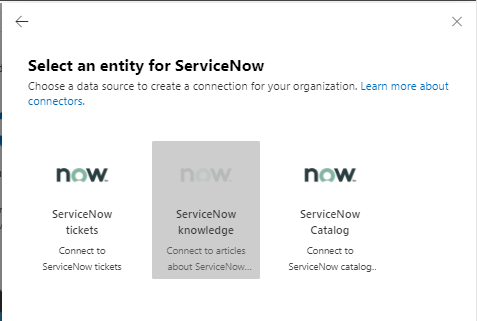 Select an entity for ServiceNow
Choose a data source to create a connection for your organization. Learn more about
connectors.
now.
now.
now.
ServiceNow
tickets
ServiceNow
knowledge
ServiceNow
Catalog
Connect to
ServiceNow tickets
Connect to articles
about ServiceNow...
Connect to
ServiceNow catalog..